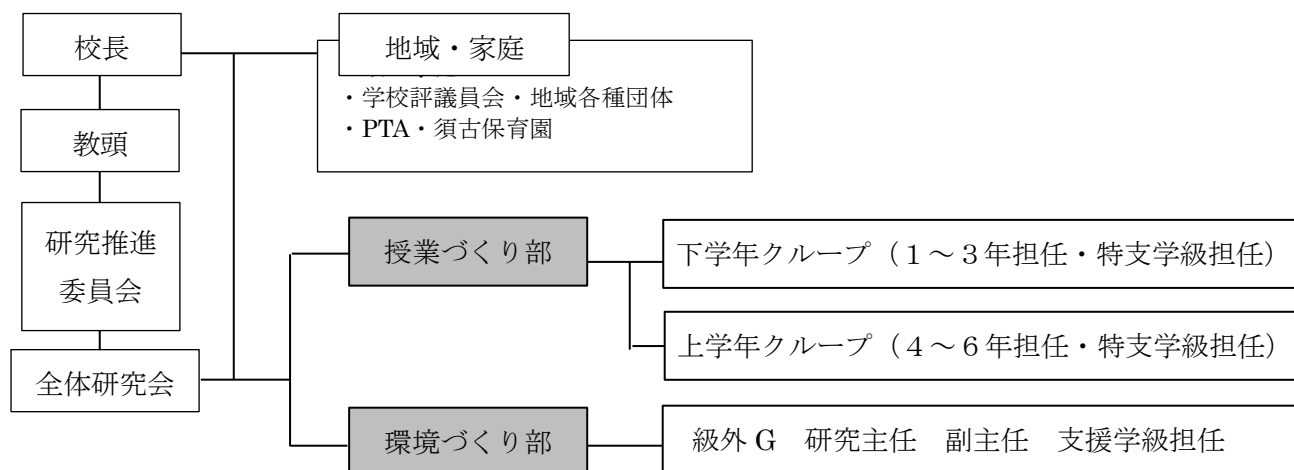 校長
地域・家庭
・学校評議員会・地域各種団体
・PTA・須古保育園
教頭
研究推進
委員会
全体研究会
授業づくり部
下学年クループ（１～３年担任・特支学級担任）
上学年クループ（４～６年担任・特支学級担任）
環境づくり部
級外 G　研究主任　副主任　支援学級担任